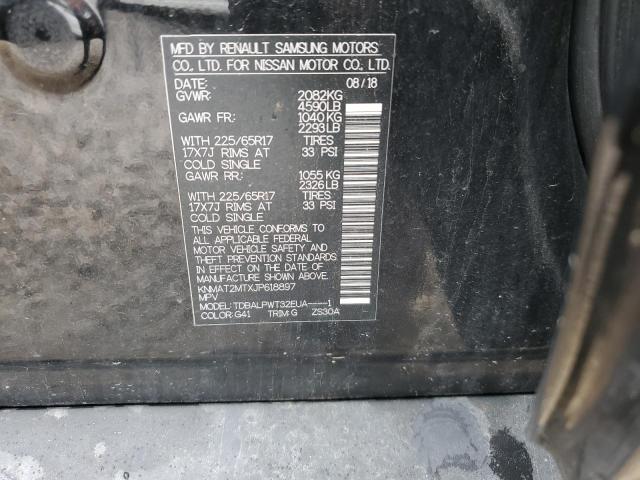 MFD BY RENAULT SAMSUNG MOTORS
CO., LTD. FOR NISSAN MOTOR CO., LTD.
DATE: 08/18
GVWR: 2082KG
4590LB
GAWR FR: 1040 KG
2293LB
WITH 225/65R17 TIRES
17X7J RIMS AT 33 PSI
COLD SINGLE
GAWR RR: 1055 KG
2326LB
WITH 225/65R17 TIRES
17X7J RIMS AT 33 PSI
COLD SINGLE
THIS VEHICLE CONFORMS TO
ALL APPLICABLE FEDERAL
MOTOR VEHICLE SAFETY AND
THEFT PREVENTION STANDARDS
IN EFFECT ON THE DATE OF
MANUFACTURE SHOWN ABOVE.
KNMAT2MTXJP618897
MPV
MODEL: TDBALPWT32EUA-----1
COLOR: G41 TRIM: G ZS30A